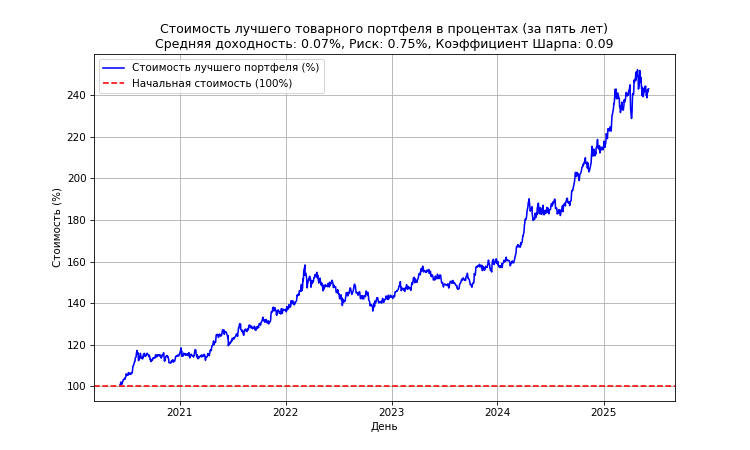 Стоимость лучшего товарного портфеля в процентах (за пять лет)
Средняя доходность: 0.07%, Риск: 0.75%, Коэффициент Шарпа: 0.09
Стоимость лучшего портфеля (%)
Начальная стоимость (100%)
Стоимость (%)
240
220
200
180
160
140
120
100
2021
2022
2023
2024
2025
День